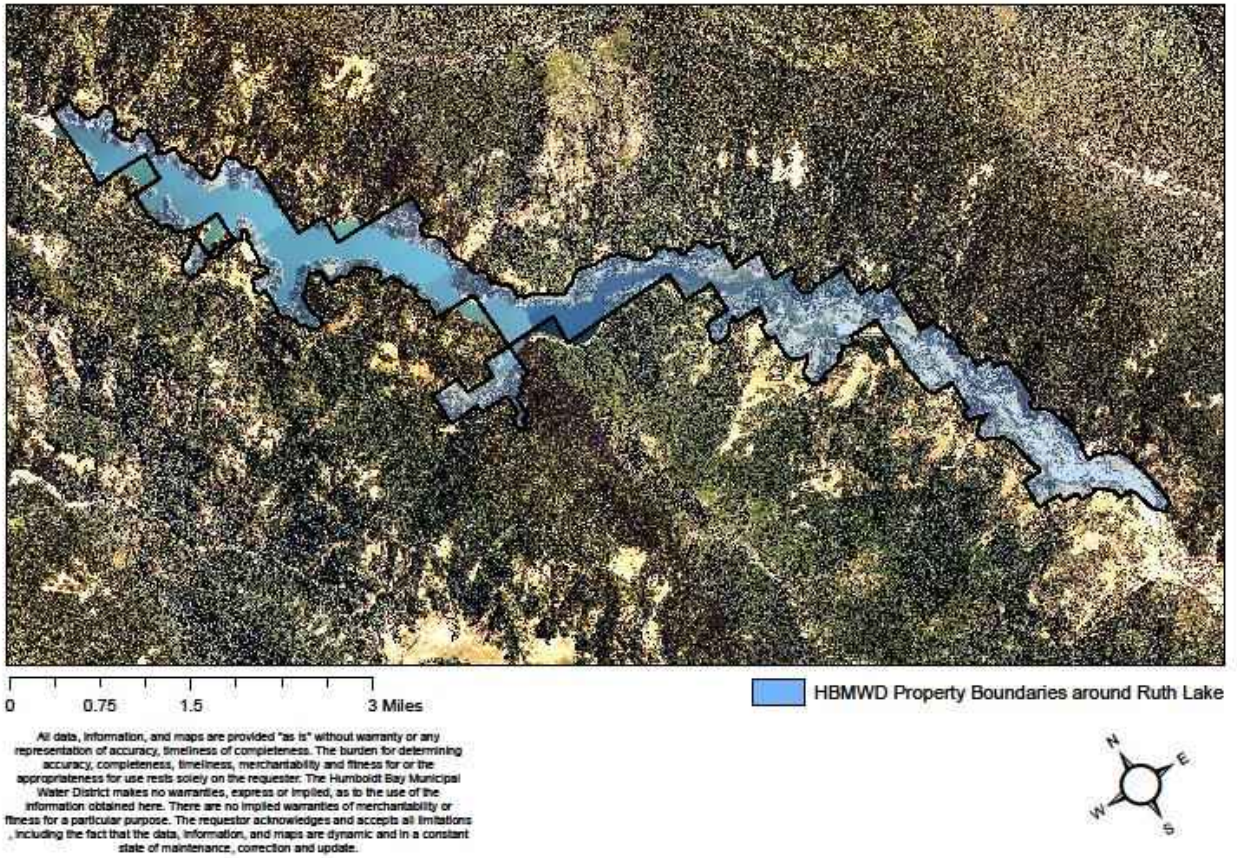 0 0.75 1.5 3 Miles
HBMWD Property Boundaries around Ruth Lake
All data, information, and maps are provided "as is" without warranty or any
representation of accuracy, timeliness of completeness. The burden for determining
accuracy, completeness, timeliness, merchantability and fitness for or the
appropriateness for use rests solely on the requester. The Humboldt Bay Municipal
Water District makes no warranties, express or implied, as to the use of the
information obtained here. There are no implied warranties of merchantability or
fitness for a particular purpose. The requestor acknowledges and accepts all limitations
, including the fact that the data, information, and maps are dynamic and in a constant
state of maintenance, correction and update.
N
E
W
S